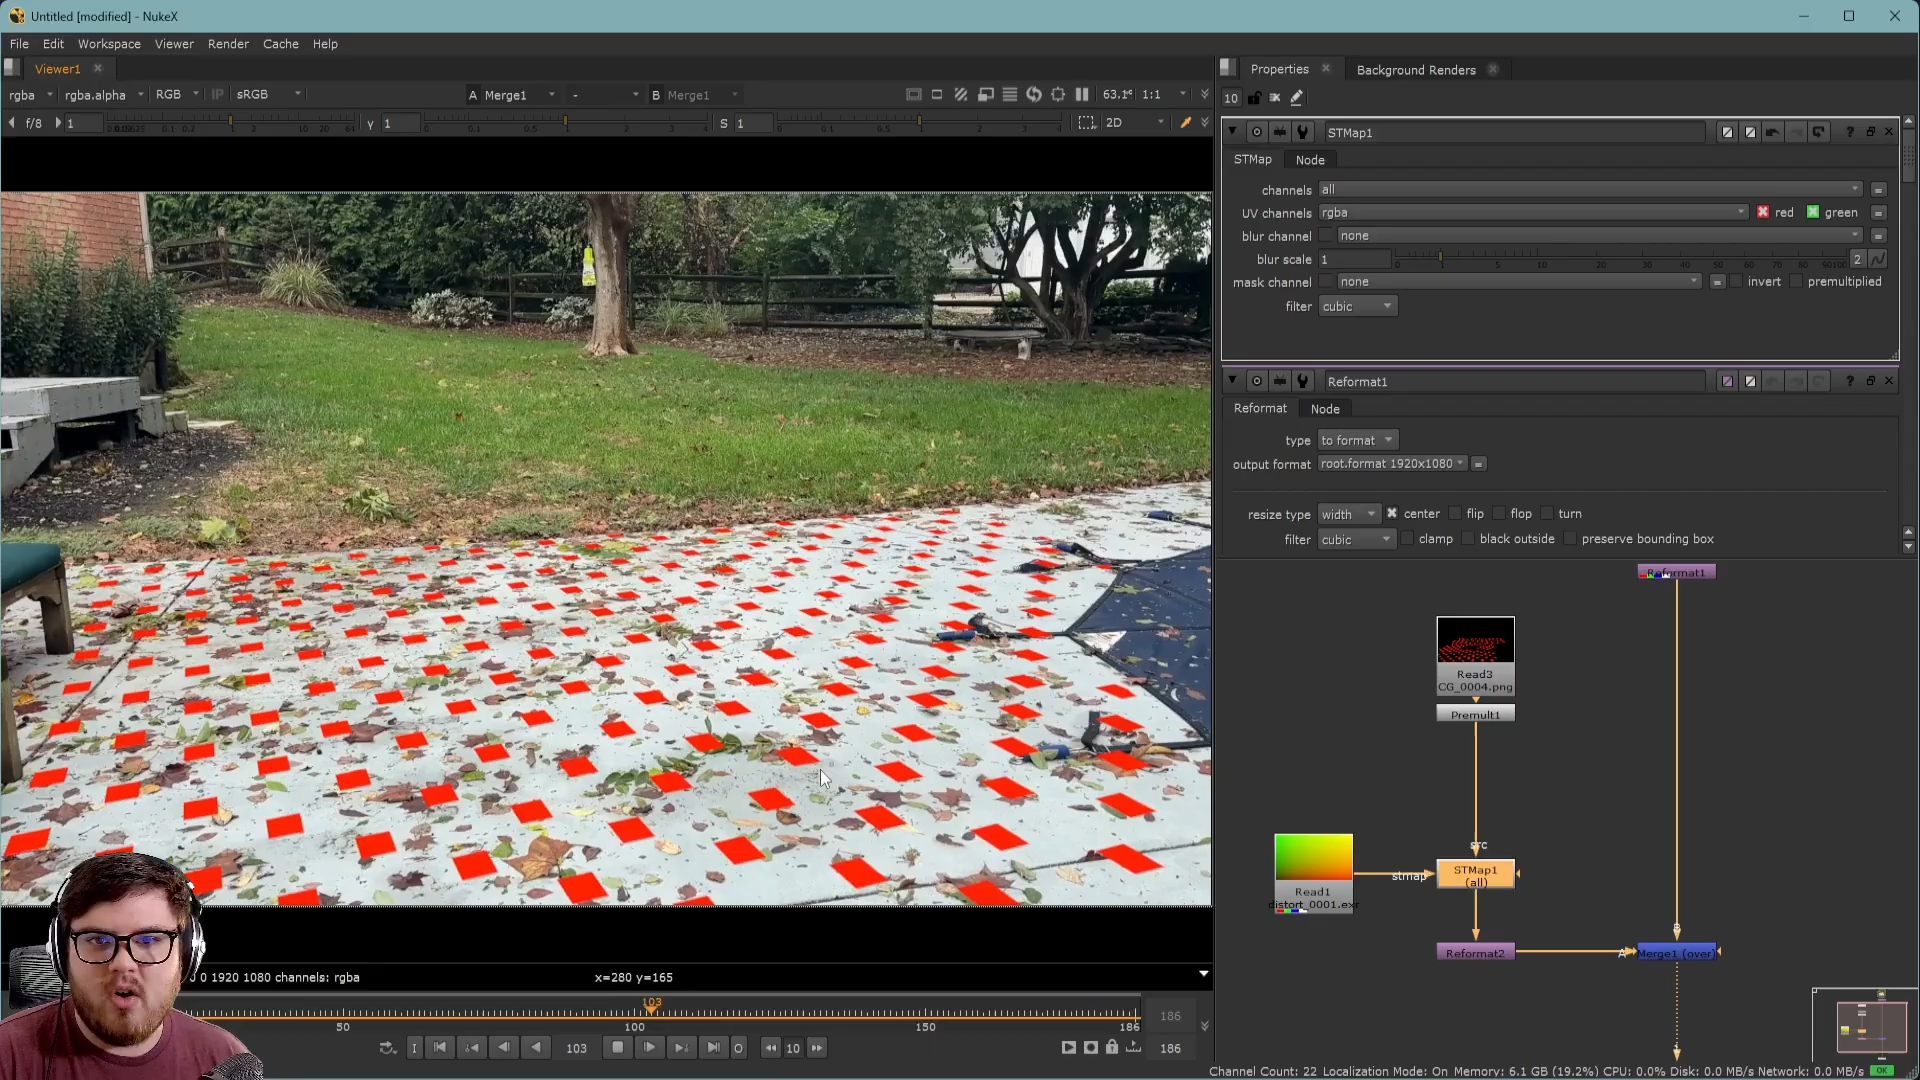 Untitled [modified] - NukeX
File Edit Workspace Viewer Render Cache Help
Viewer1
rgba rgba.alpha RGB IP sRGB A Merge1 - B Merge1 63.1% 1:1
f/8 1 γ 1 S 1 2D
0 1920 1080 channels: rgba x=280 y=165
103
50 100 150 186
186
I 103 O 10 186
Properties Background Renders
10
STMap1
STMap Node
channels all
UV channels rgba red green
blur channel none
blur scale 1 2
mask channel none invert premultiplied
filter cubic
Reformat1
Reformat Node
type to format
output format root.format 1920x1080
resize type width center flip flop turn
filter cubic clamp black outside preserve bounding box
Reformat1
Read3
CG_0004.png
Premult1
src
stmap
STMap1
(all)
Read1
distort_0001.exr
Reformat2
A Merge1 (over)
B
1
Channel Count: 22 Localization Mode: On Memory: 6.1 GB (19.2%) CPU: 0.0% Disk: 0.0 MB/s Network: 0.0 MB/s OK